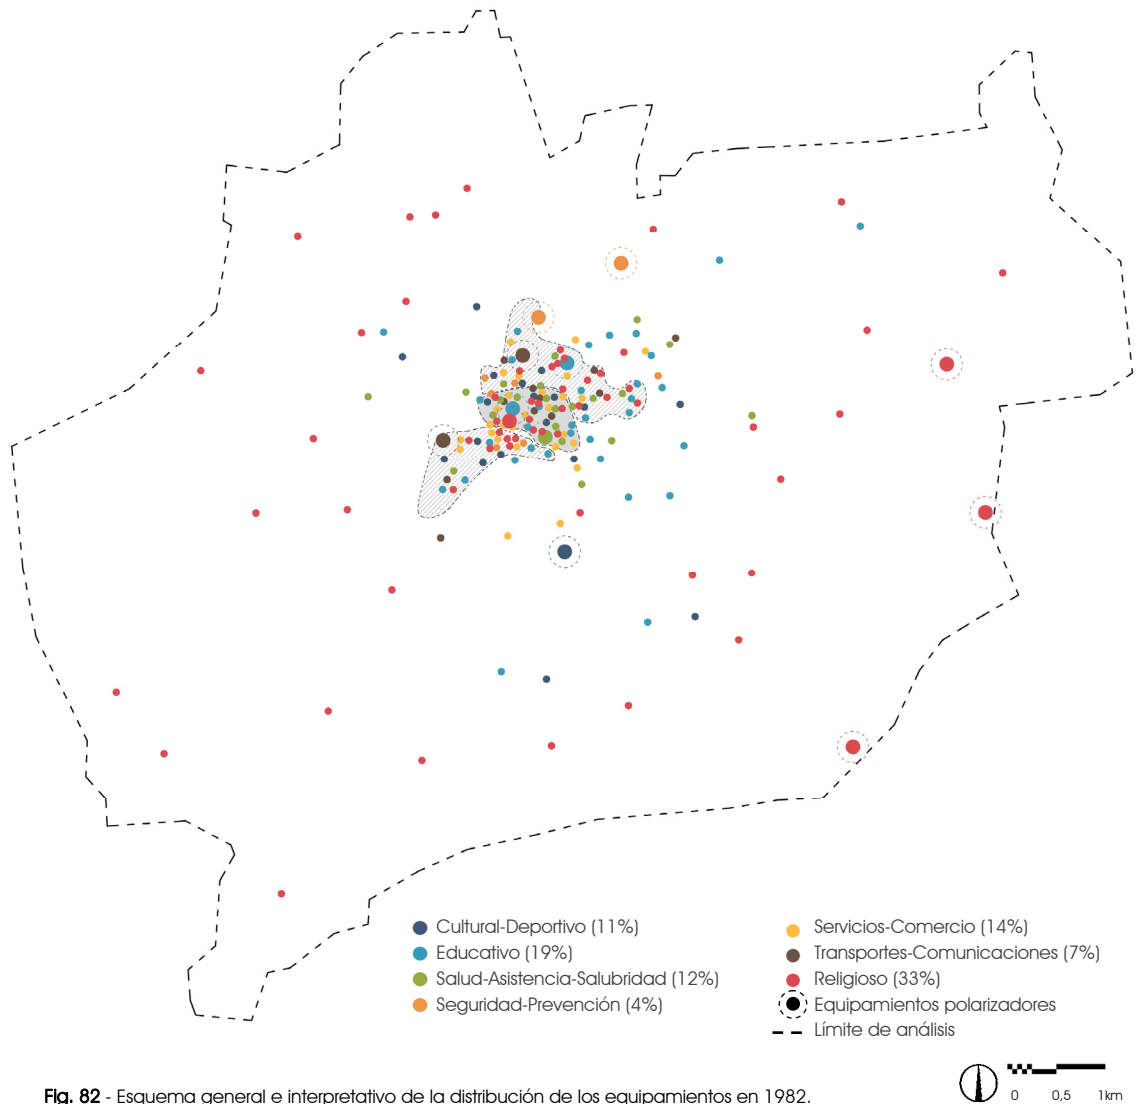 Cultural-Deportivo (11%)
Educativo (19%)
Salud-Asistencia-Salubridad (12%)
Seguridad-Prevención (4%)
Servicios-Comercio (14%)
Transportes-Comunicaciones (7%)
Religioso (33%)
Equipamientos polarizadores
Límite de análisis
0 0,5 1km
Fig. 82 - Esquema general e interpretativo de la distribución de los equipamientos en 1982.